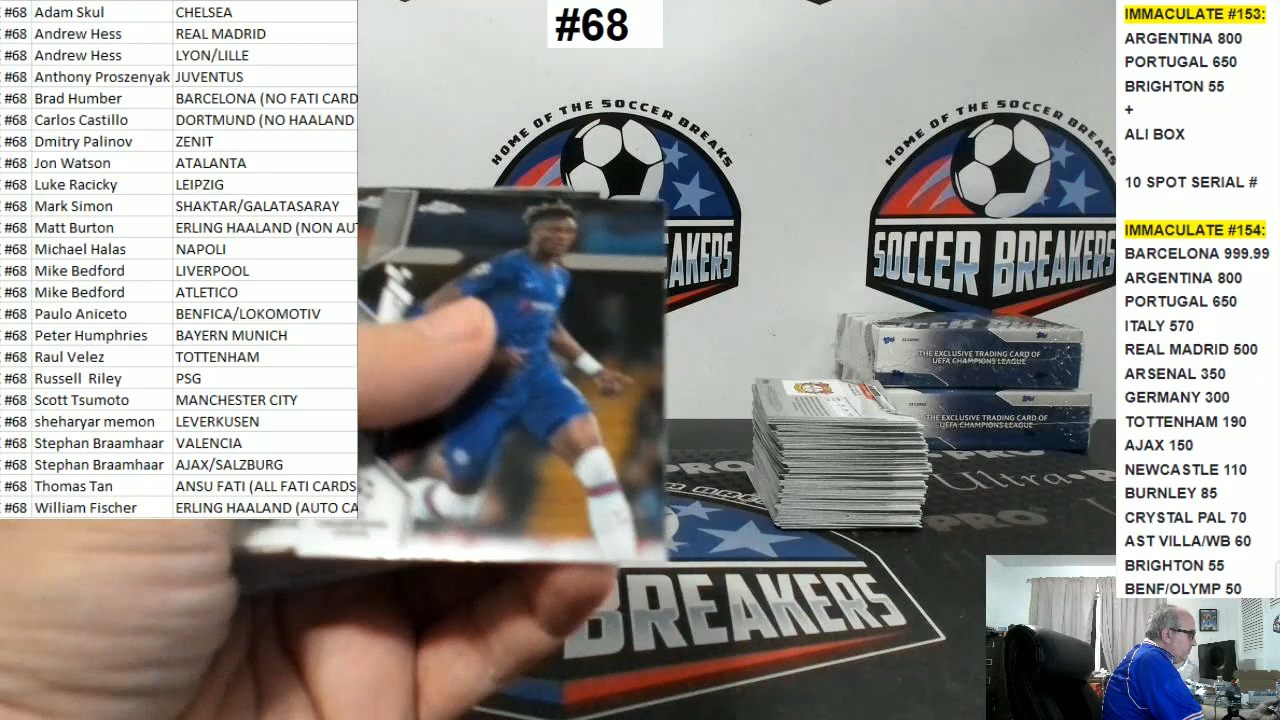 #68 Adam Skul CHELSEA
#68 Andrew Hess REAL MADRID
#68 Andrew Hess LYON/LILLE
#68 Anthony Proszenyak JUVENTUS
#68 Brad Humber BARCELONA (NO FATI CARD
#68 Carlos Castillo DORTMUND (NO HAALAND
#68 Dmitry Palinov ZENIT
#68 Jon Watson ATALANTA
#68 Luke Racicky LEIPZIG
#68 Mark Simon SHAKTAR/GALATASARAY
#68 Matt Burton ERLING HAALAND (NON AUT
#68 Michael Halas NAPOLI
#68 Mike Bedford LIVERPOOL
#68 Mike Bedford ATLETICO
#68 Paulo Aniceto BENFICA/LOKOMOTIV
#68 Peter Humphries BAYERN MUNICH
#68 Raul Velez TOTTENHAM
#68 Russell Riley PSG
#68 Scott Tsumoto MANCHESTER CITY
#68 sheharyar memon LEVERKUSEN
#68 Stephan Braamhaar VALENCIA
#68 Stephan Braamhaar AJAX/SALZBURG
#68 Thomas Tan ANSU FATI (ALL FATI CARDS
#68 William Fischer ERLING HAALAND (AUTO CA
#68
HOME OF THE SOCCER BREAKS
AKERS
HOME OF THE SOCCER BREAKS
SOCCER BREAKERS
THE EXCLUSIVE TRADING CARD OF
UEFA CHAMPIONS LEAGUE
THE EXCLUSIVE TRADING CARD OF
UEFA CHAMPIONS LEAGUE
Ultra
PRO
BREAKERS
IMMACULATE #153:
ARGENTINA 800
PORTUGAL 650
BRIGHTON 55
+
ALI BOX
10 SPOT SERIAL #
IMMACULATE #154:
BARCELONA 999.99
ARGENTINA 800
PORTUGAL 650
ITALY 570
REAL MADRID 500
ARSENAL 350
GERMANY 300
TOTTENHAM 190
AJAX 150
NEWCASTLE 110
BURNLEY 85
CRYSTAL PAL 70
AST VILLA/WB 60
BRIGHTON 55
BENF/OLYMP 50